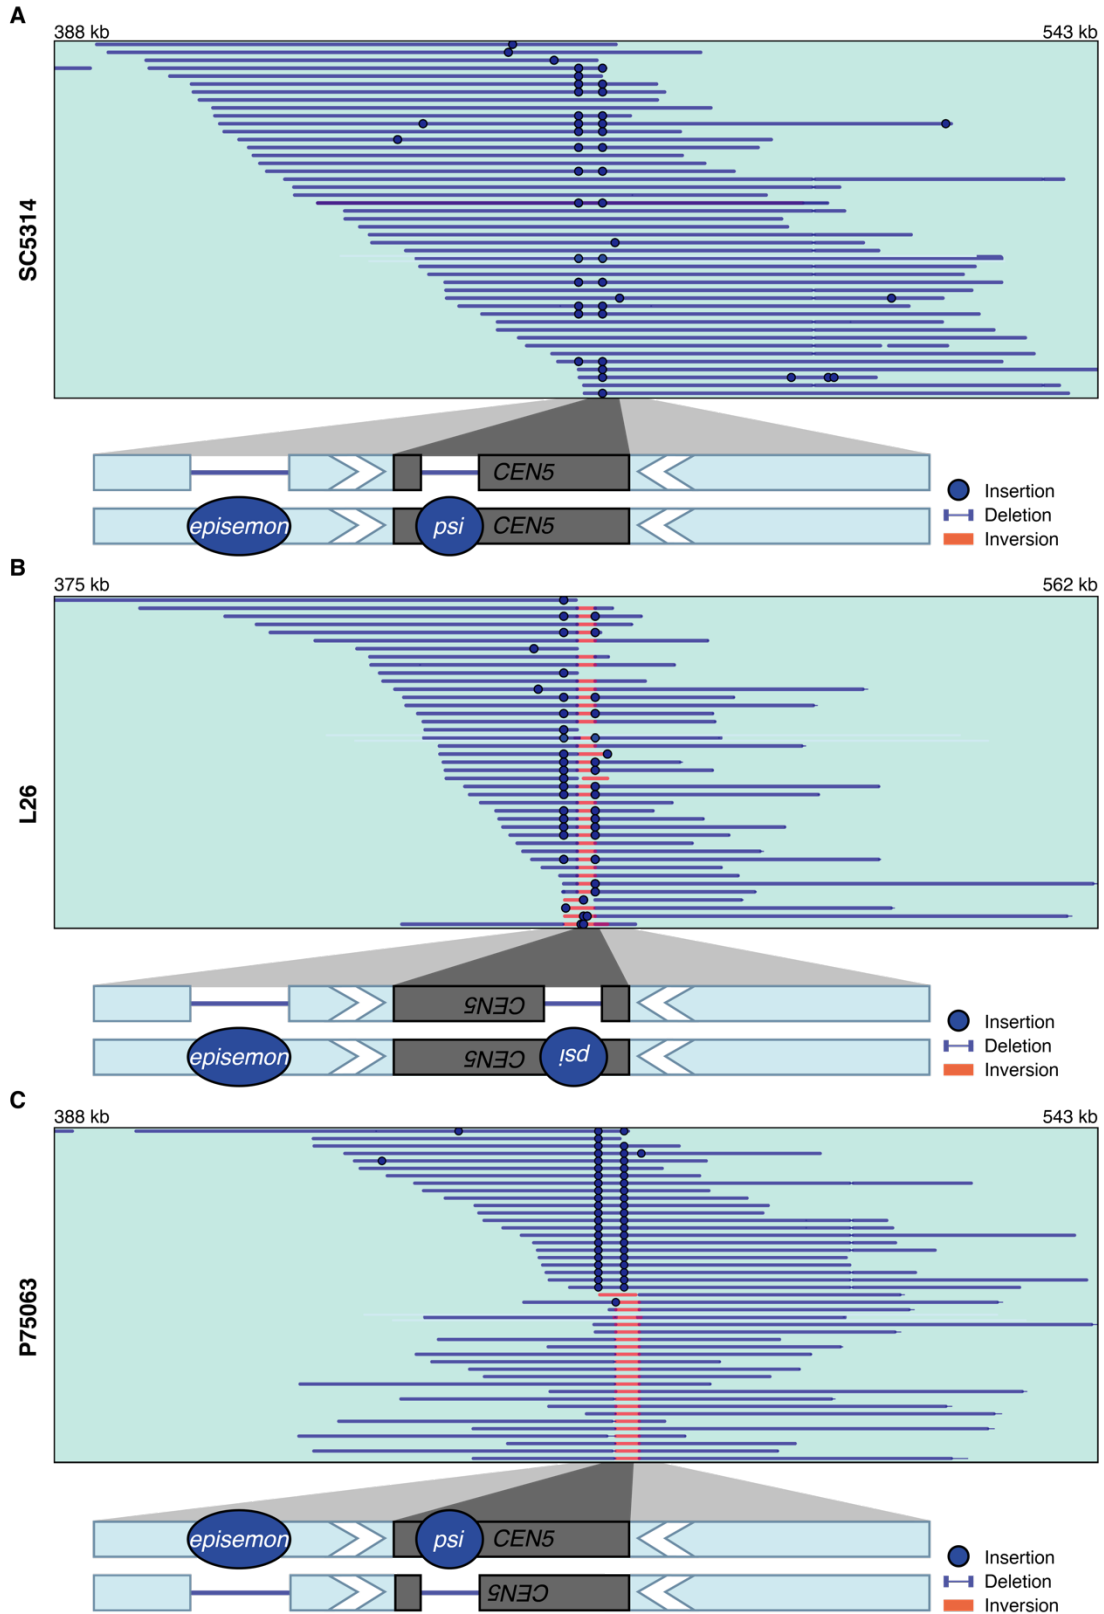 A
388 kb 543 kb
SC5314
CEN5
episemon psi CEN5
Insertion
Deletion
Inversion
B
375 kb 562 kb
L26
CEN5
episemon CEN5 psi
Insertion
Deletion
Inversion
C
388 kb 543 kb
P75063
episemon psi CEN5
CEN5
Insertion
Deletion
Inversion